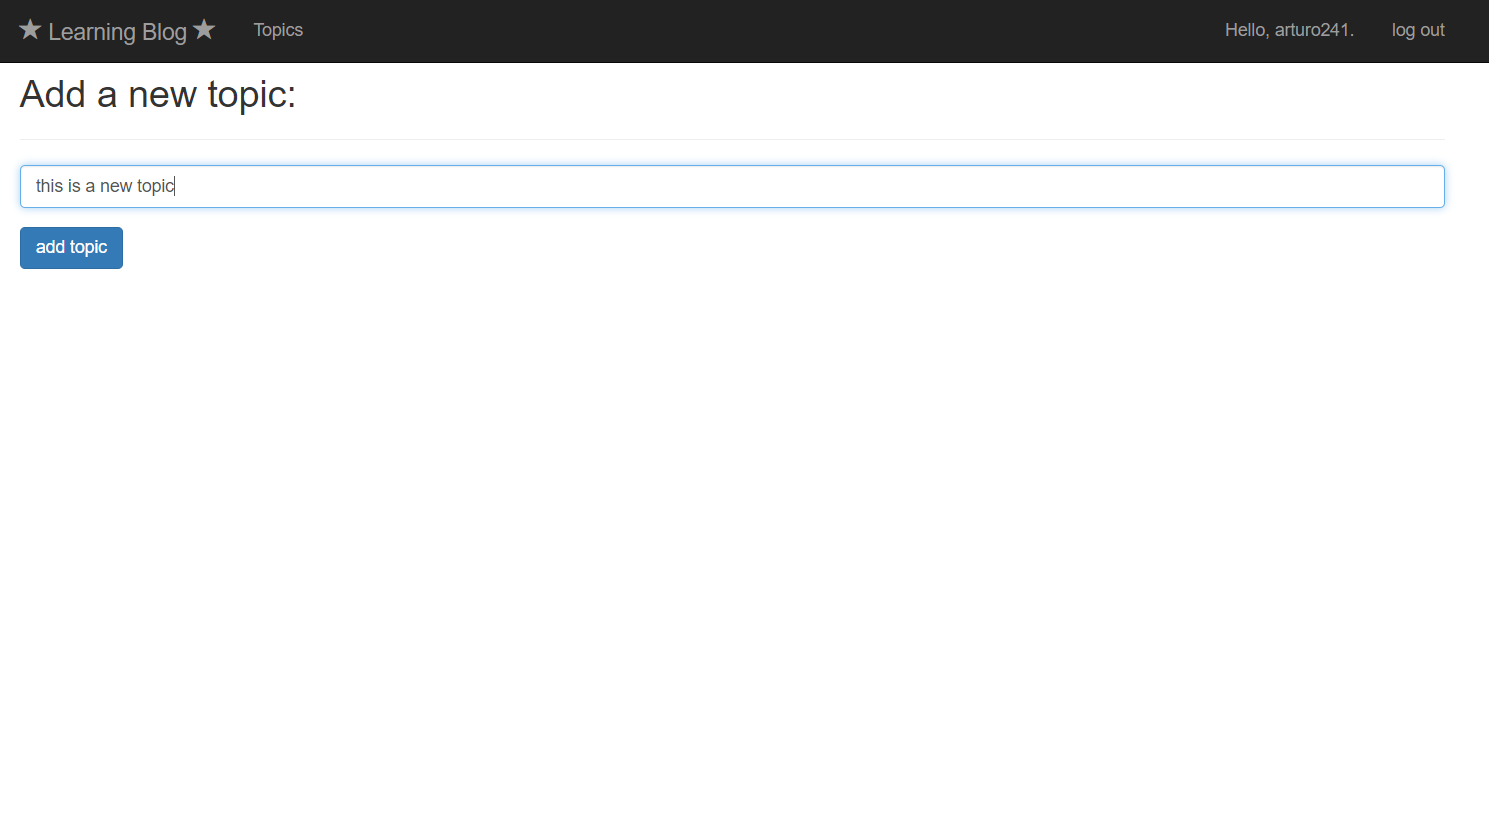 ★ Learning Blog ★ Topics Hello, arturo241. log out
Add a new topic:
this is a new topic
add topic